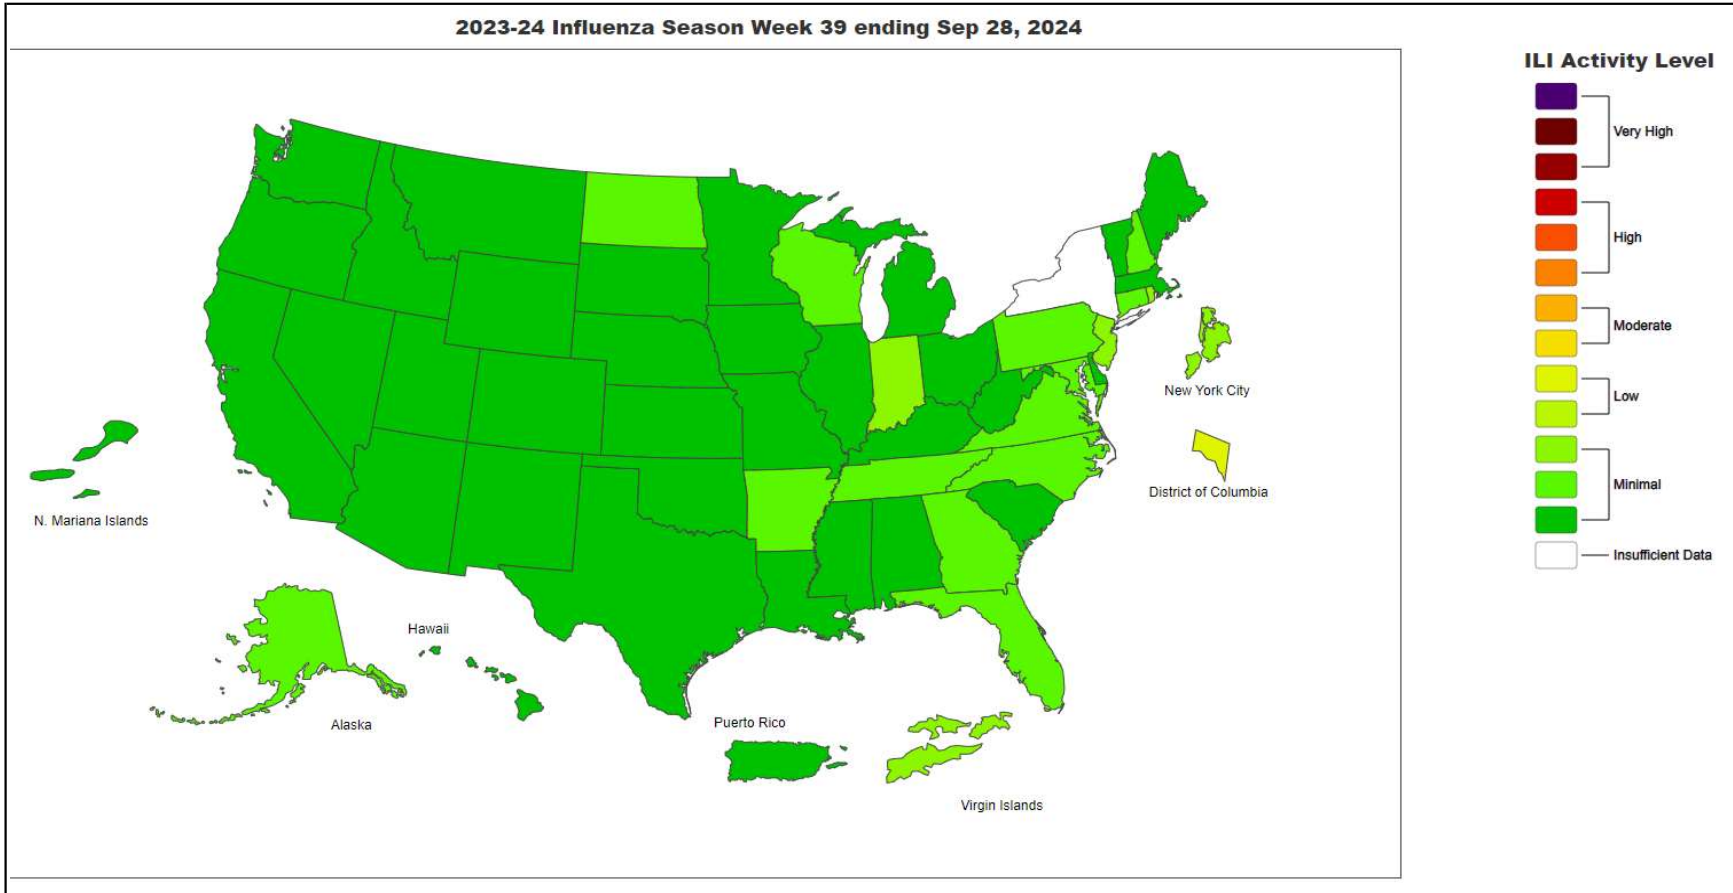 2023-24 Influenza Season Week 39 ending Sep 28, 2024
ILI Activity Level
Very High
High
Moderate
Low
Minimal
Insufficient Data
New York City
District of Columbia
N. Mariana Islands
Hawaii
Alaska
Puerto Rico
Virgin Islands